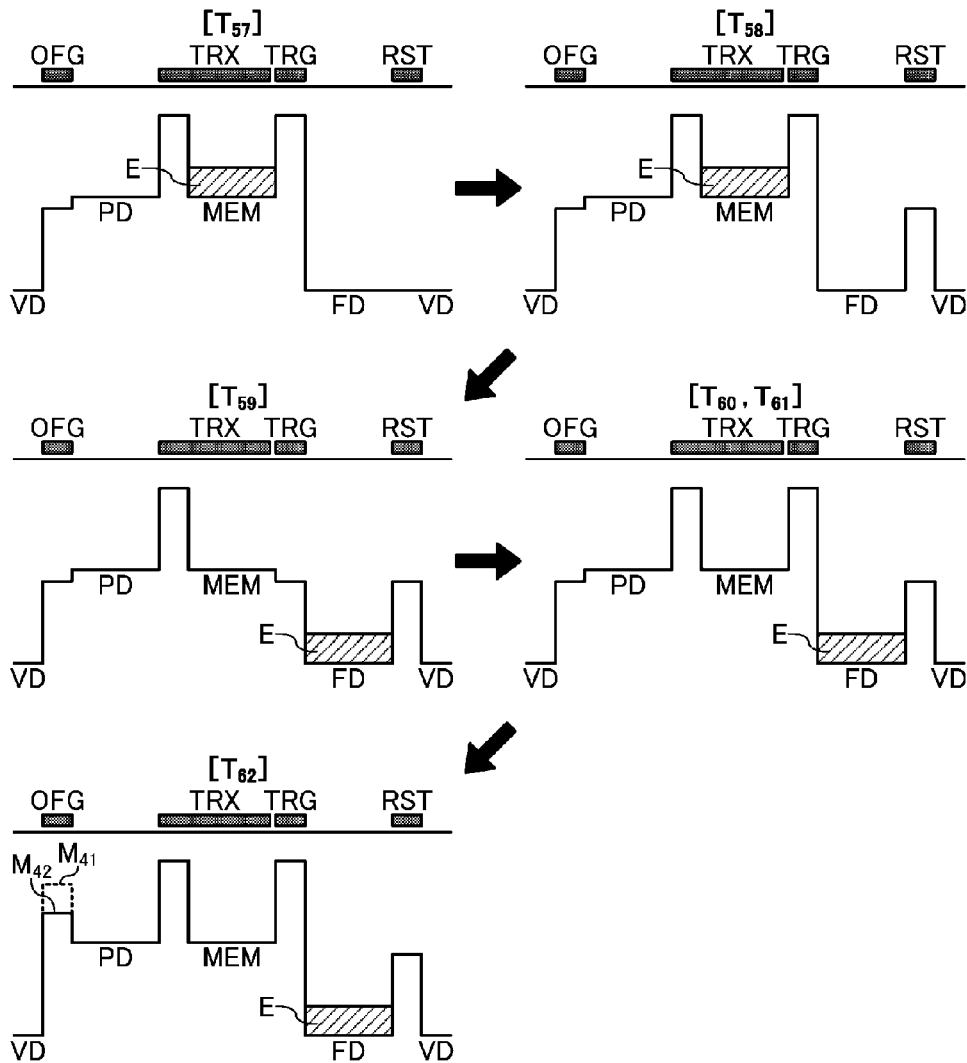 [T57]
OFG TRX TRG RST
E
PD MEM
VD FD VD
[T58]
OFG TRX TRG RST
E
PD MEM
VD FD VD
[T59]
OFG TRX TRG RST
PD MEM
E
VD FD VD
[T60, T61]
OFG TRX TRG RST
PD MEM
E
VD FD VD
[T62]
OFG TRX TRG RST
M42 M41
PD MEM
E
VD FD VD